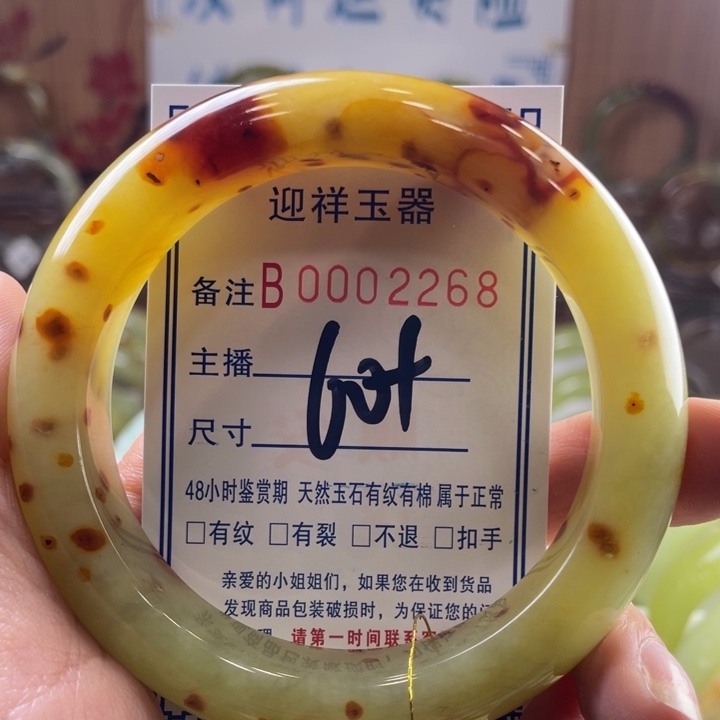 迎祥玉器
备注B0002268
主播
尺寸
48小时鉴赏期 天然玉石有纹有棉属于正常
□有纹 □有裂 □不退 □扣手
亲爱的小姐姐们，如果您在收到货品
发现商品包装破损时，为保证您的
理，请第一时间联系